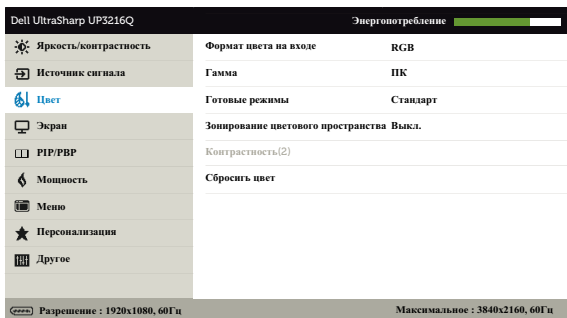 Dell UltraSharp UP3216Q Энергопотребление
Яркость/контрастность
Источник сигнала
Цвет
Экран
PIP/PBP
Мощность
Меню
Персонализация
Другое
Формат цвета на входе RGB
Гамма ПК
Готовые режимы Стандарт
Зонирование цветового пространства Выкл.
Контрастность(2)
Сбросить цвет
Разрешение : 1920x1080, 60Гц Максимальное : 3840x2160, 60Гц